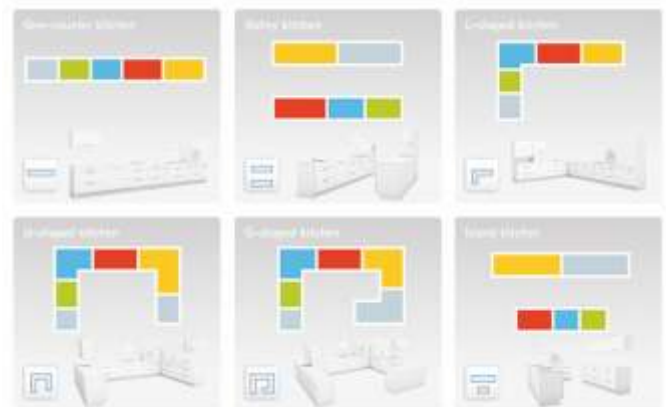 One-counter kitchen
Galley kitchen
L-shaped kitchen
U-shaped kitchen
G-shaped kitchen
Island kitchen